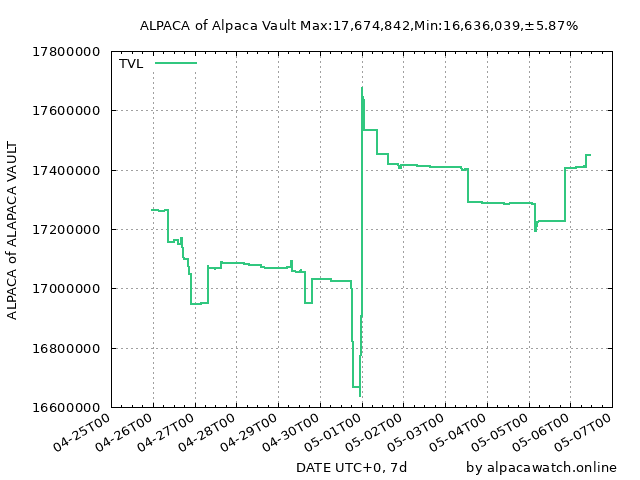 ALPACA of Alpaca Vault Max:17,674,842,Min:16,636,039,±5.87%
17800000
TVL
17600000
17400000
17200000
17000000
16800000
16600000
ALPACA of ALAPACA VAULT
04-25T00
04-26T00
04-27T00
04-28T00
04-29T00
04-30T00
05-01T00
05-02T00
05-03T00
05-04T00
05-05T00
05-06T00
05-07T00
DATE UTC+0, 7d
by alpacawatch.online